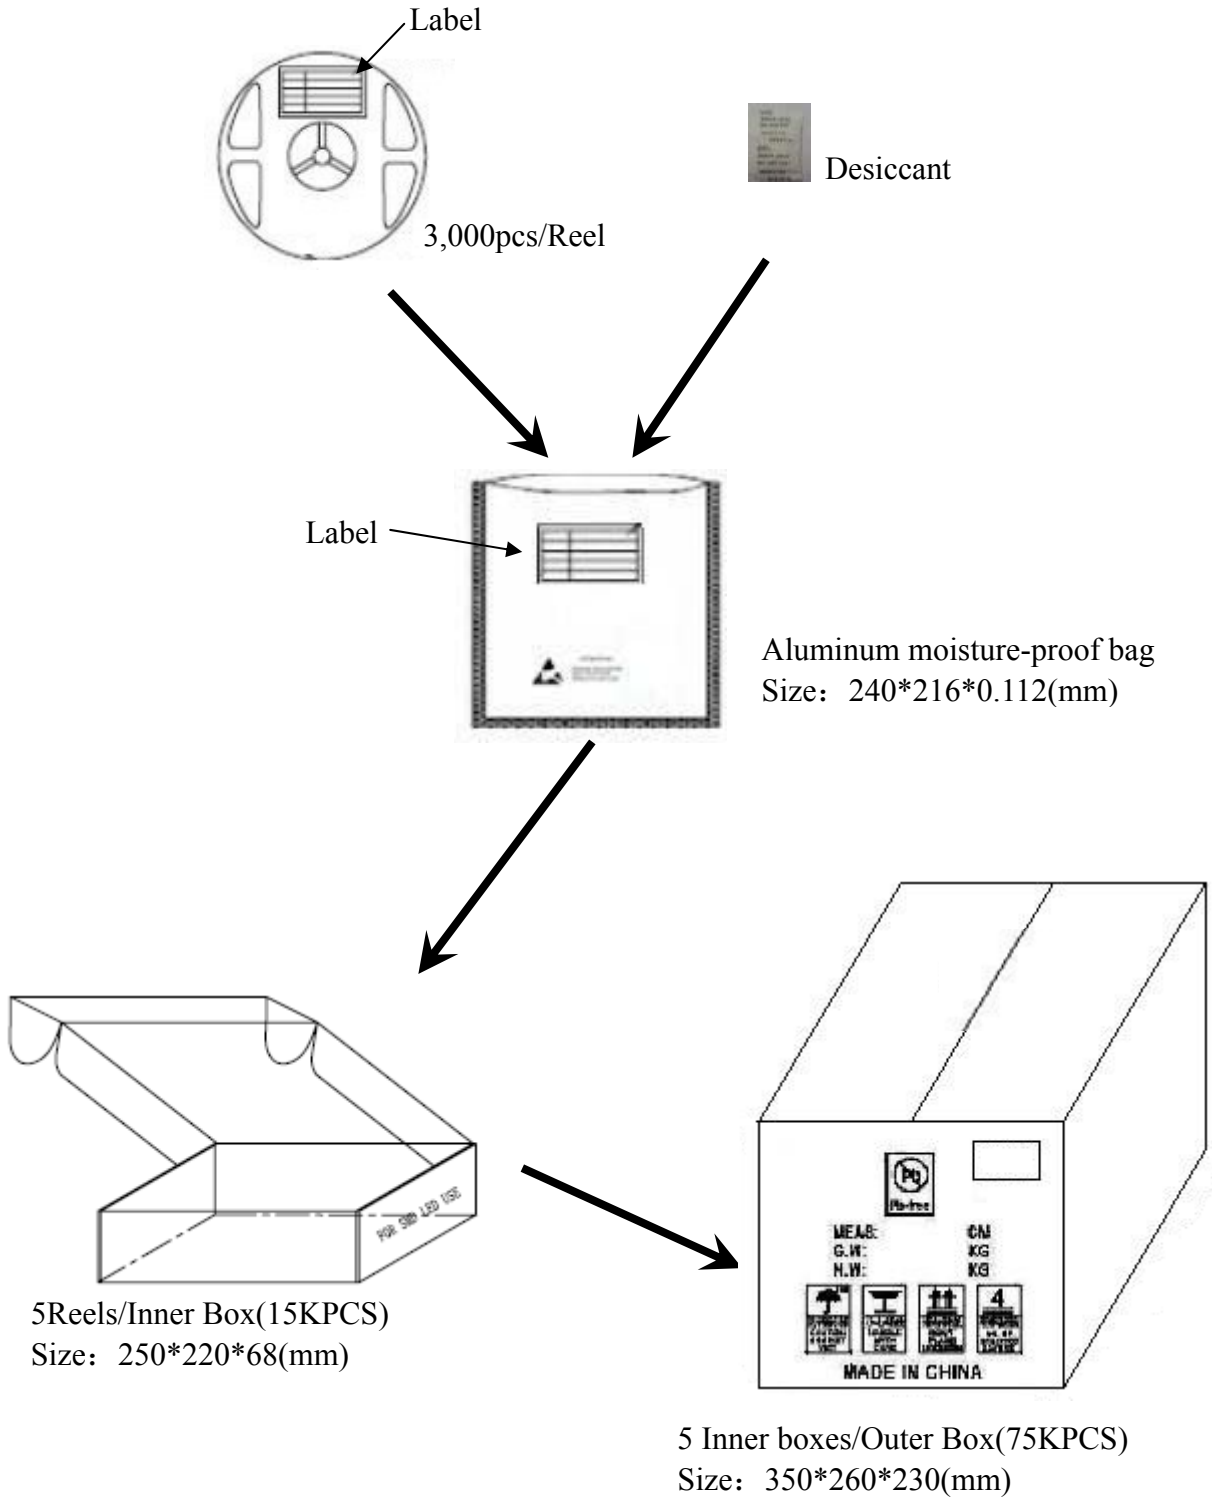 Label
Desiccant
3,000pcs/Reel
Label
Aluminum moisture-proof bag
Size：240*216*0.112(mm)
FOR SMD LED USE
5Reels/Inner Box(15KPCS)
Size：250*220*68(mm)
Pb
Pb-free
MEAS: CM
G.W: KG
N.W: KG
4
MADE IN CHINA
5 Inner boxes/Outer Box(75KPCS)
Size：350*260*230(mm)